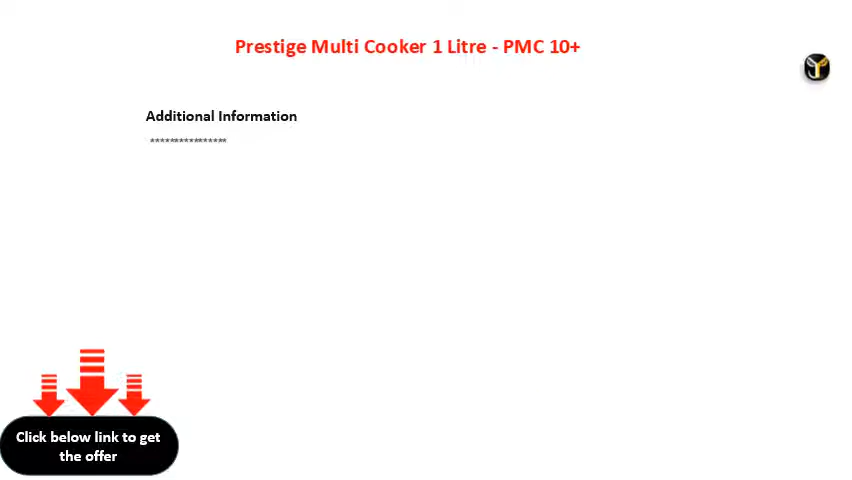 Prestige Multi Cooker 1 Litre - PMC 10+
Additional Information
****************
Click below link to get
the offer